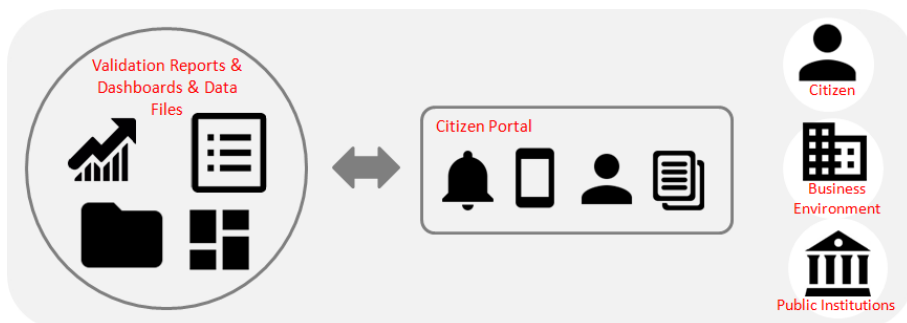 Validation Reports &
Dashboards & Data
Files
Citizen Portal
Citizen
Business
Environment
Public Institutions